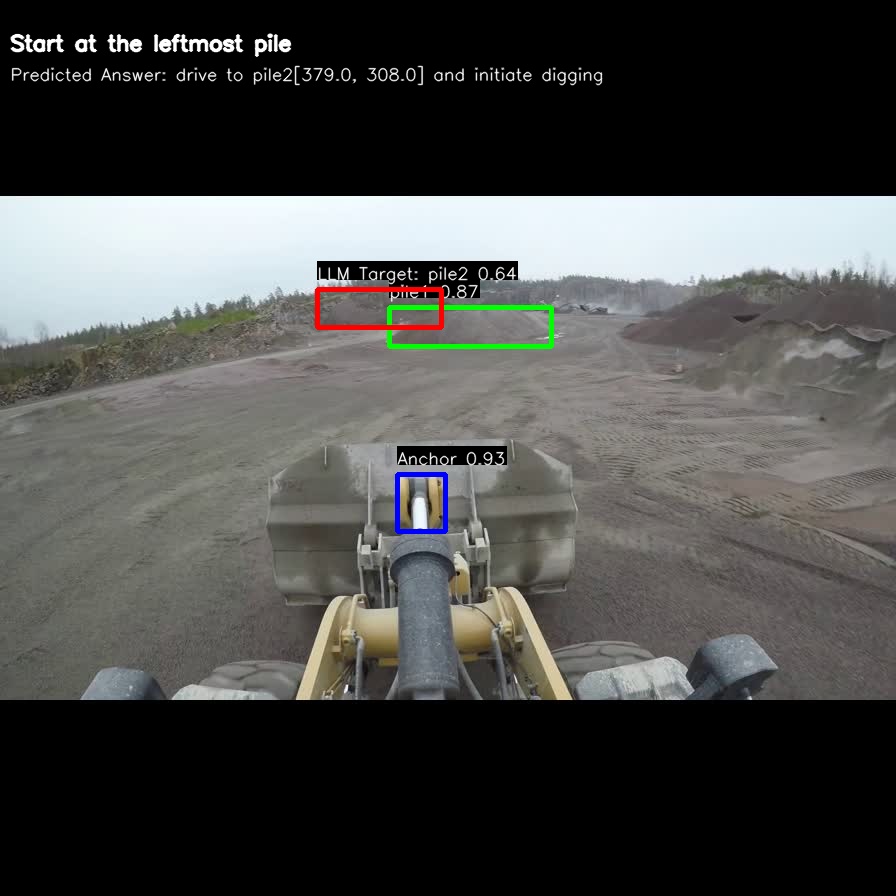 Start at the leftmost pile
Predicted Answer: drive to pile2[379.0, 308.0] and initiate digging
LLM Target: pile2 0.64
pile1 0.87
Anchor 0.93